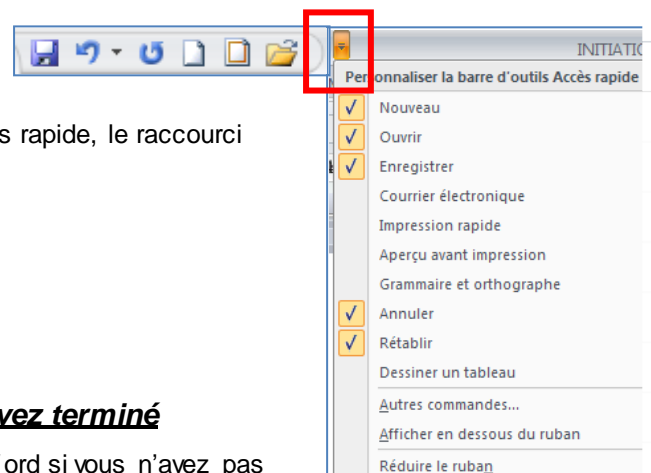 INITIATIO
Personnaliser la barre d'outils Accès rapide
Nouveau
s rapide, le raccourci
Ouvrir
Enregistrer
Courrier électronique
Impression rapide
Aperçu avant impression
Grammaire et orthographe
Annuler
Rétablir
Dessiner un tableau
vez terminé
Autres commandes...
Afficher en dessous du ruban
ord si vous n'avez pas
Réduire le ruban